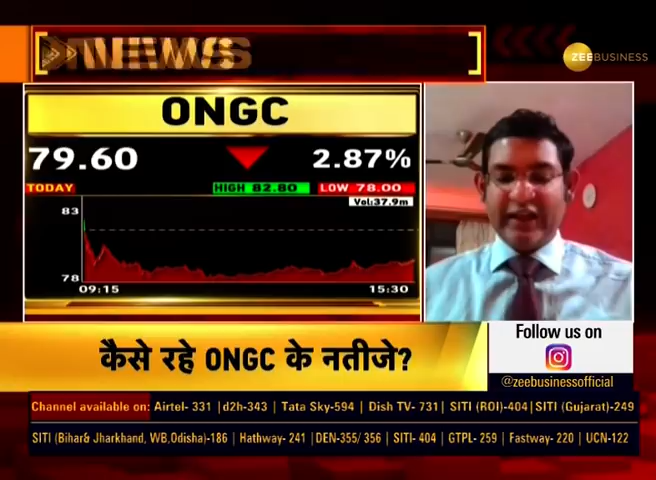 NEWS
ZEEBUSINESS
ONGC
79.60 2.87%
TODAY HIGH 82.80 LOW 78.00
Vol:37.9m
83
78
09:15 15:30
कैसे रहे ONGC के नतीजे?
Follow us on
@zeebusinessofficial
Channel available on: Airtel- 331 |d2h-343 | Tata Sky-594 | Dish TV- 731| SITI (ROI)-404|SITI (Gujarat)-249
SITI (Bihar& Jharkhand, WB,Odisha)-186 | Hathway- 241 |DEN-355/ 356 | SITI- 404 | GTPL- 259 | Fastway- 220 | UCN-122